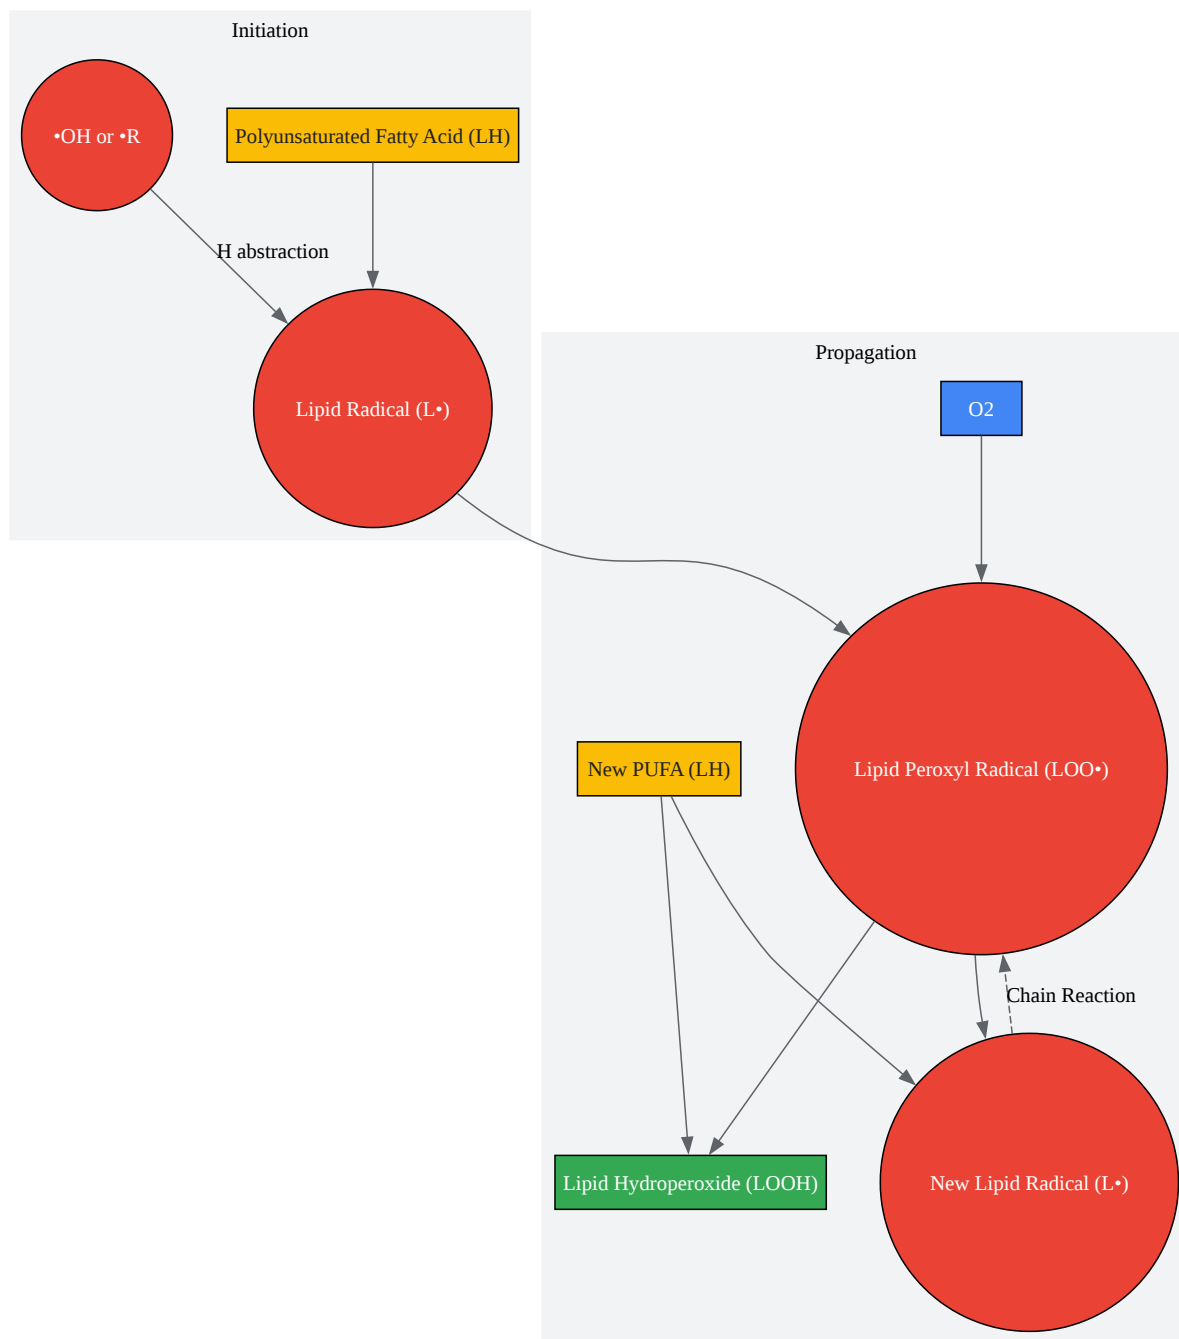 Initiation
•OH or •R
Polyunsaturated Fatty Acid (LH)
H abstraction
Lipid Radical (L•)
Propagation
O2
New PUFA (LH)
Lipid Peroxyl Radical (LOO•)
Chain Reaction
Lipid Hydroperoxide (LOOH)
New Lipid Radical (L•)